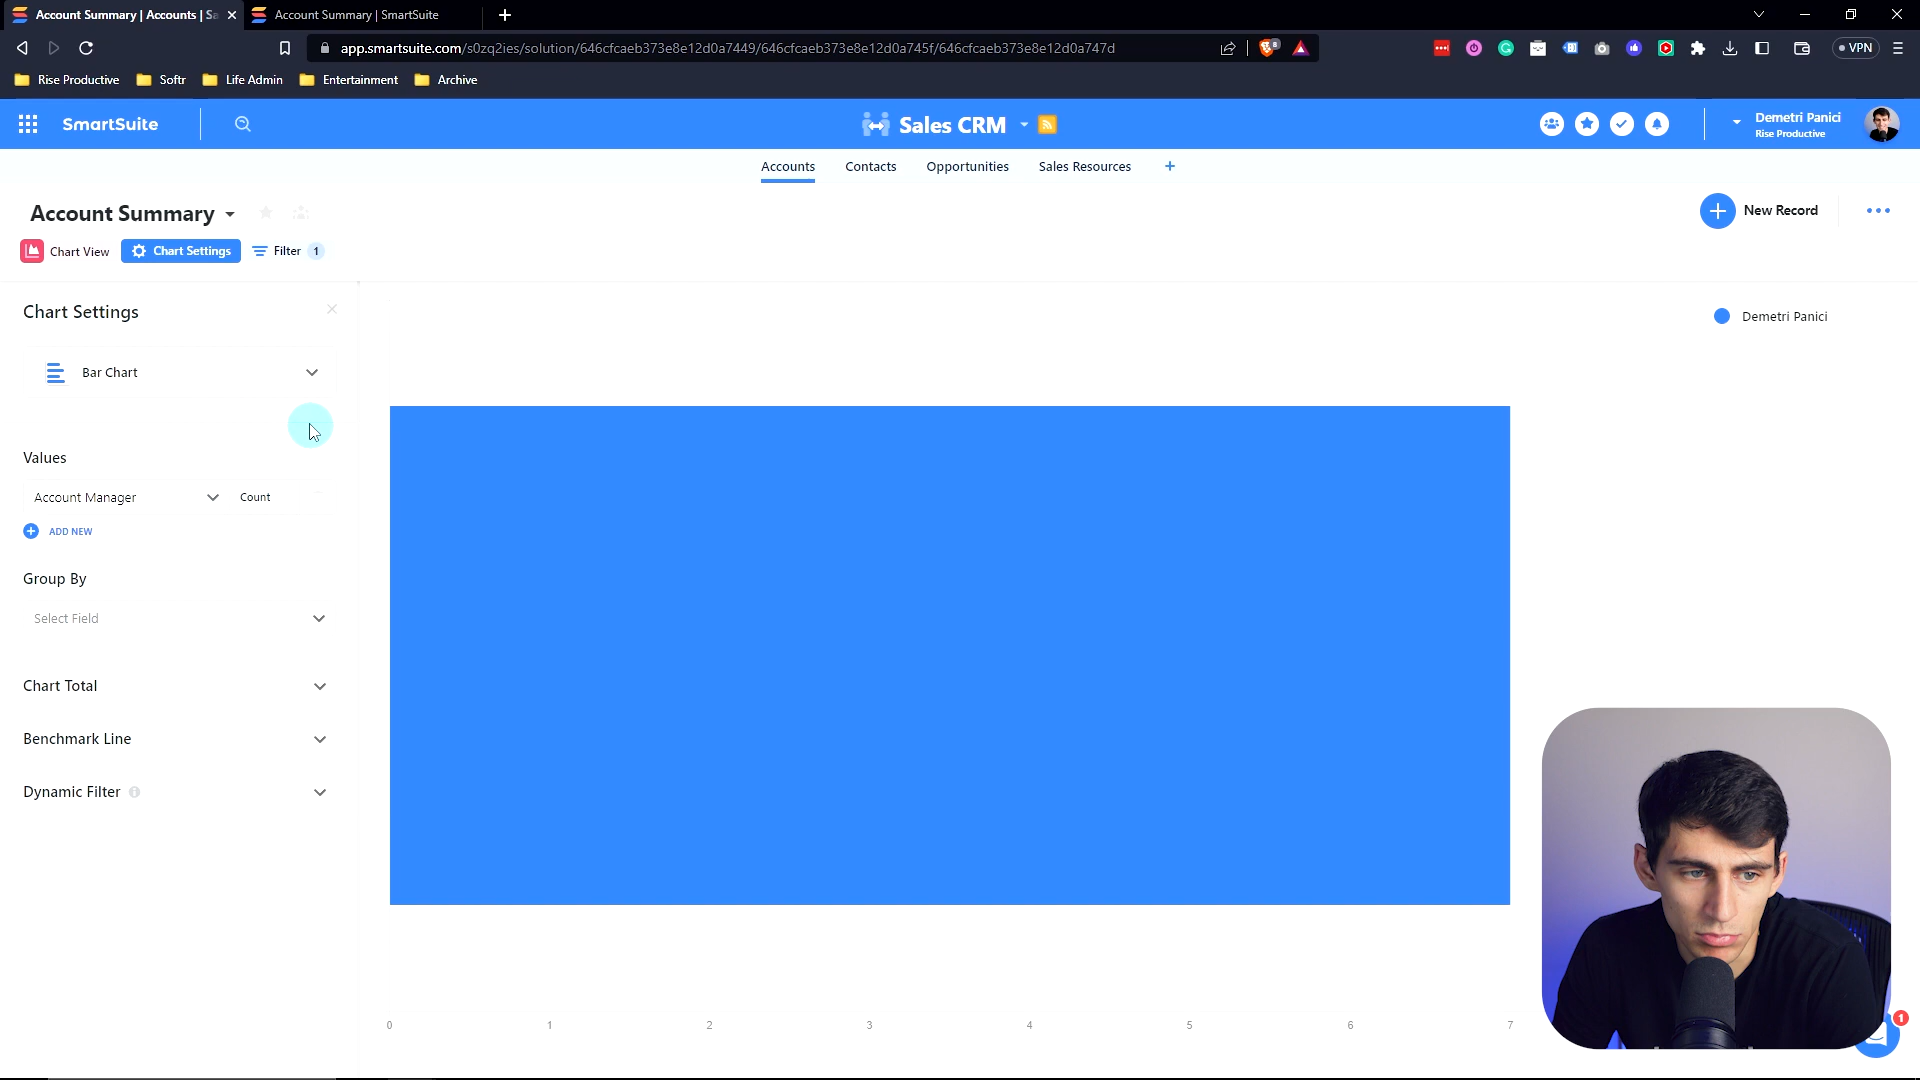 Account Summary | Accounts | Sa
Account Summary | SmartSuite
app.smartsuite.com/s0zq2ies/solution/646cfcaeb373e8e12d0a7449/646cfcaeb373e8e12d0a745f/646cfcaeb373e8e12d0a747d
VPN
Rise Productive
Softr
Life Admin
Entertainment
Archive
SmartSuite
Sales CRM
Demetri Panici
Rise Productive
Accounts
Contacts
Opportunities
Sales Resources
Account Summary
New Record
Chart View
Chart Settings
Filter 1
Chart Settings
Demetri Panici
Bar Chart
Values
Account Manager
Count
ADD NEW
Group By
Select Field
Chart Total
Benchmark Line
Dynamic Filter
0 1 2 3 4 5 6 7
1